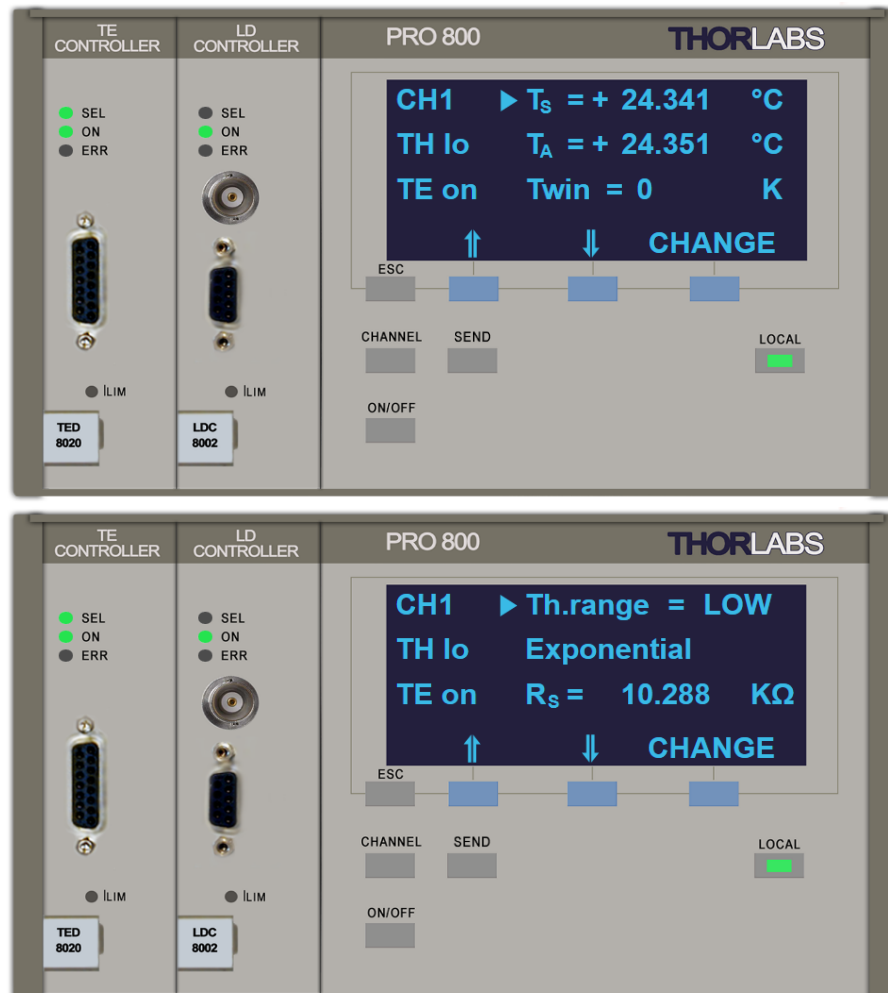 TE CONTROLLER
LD CONTROLLER
PRO 800
THORLABS
SEL
ON
ERR
SEL
ON
ERR
CH1 ▶ TS = + 24.341 °C
TH lo TA = + 24.351 °C
TE on Twin = 0 K
⇑ ⇓ CHANGE
ESC
CHANNEL SEND LOCAL
ON/OFF
ILIM
ILIM
TED 8020
LDC 8002
TE CONTROLLER
LD CONTROLLER
PRO 800
THORLABS
SEL
ON
ERR
SEL
ON
ERR
CH1 ▶ Th.range = LOW
TH lo Exponential
TE on RS = 10.288 KΩ
⇑ ⇓ CHANGE
ESC
CHANNEL SEND LOCAL
ON/OFF
ILIM
ILIM
TED 8020
LDC 8002